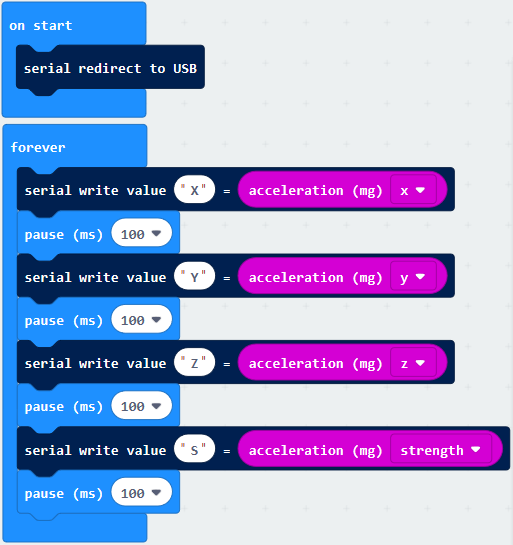 on start
serial redirect to USB
forever
serial write value "X" = acceleration (mg) x
pause (ms) 100
serial write value "Y" = acceleration (mg) y
pause (ms) 100
serial write value "Z" = acceleration (mg) z
pause (ms) 100
serial write value "S" = acceleration (mg) strength
pause (ms) 100